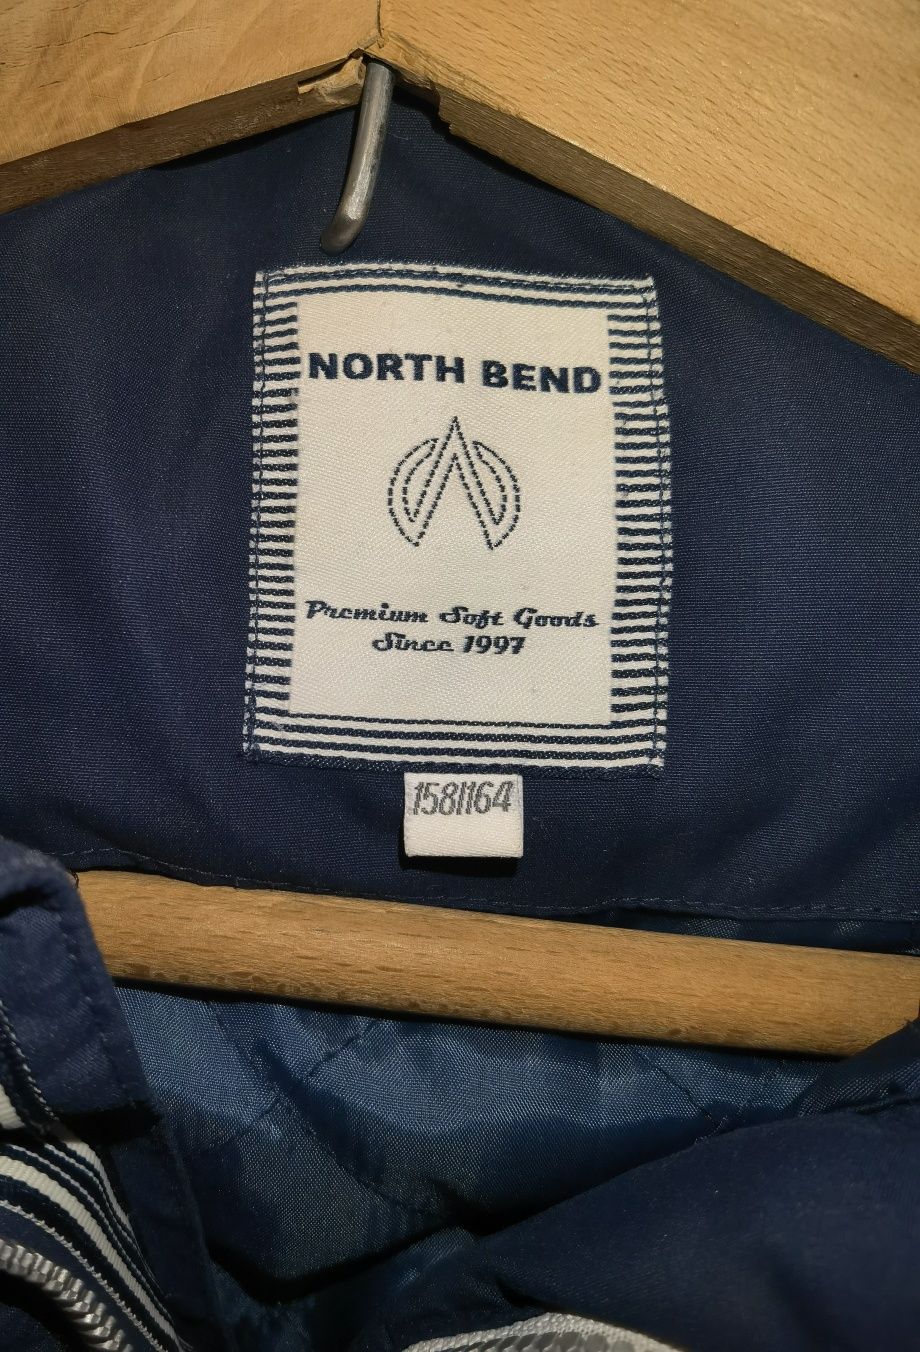 NORTH BEND
Premium Soft Goods
Since 1997
158/164